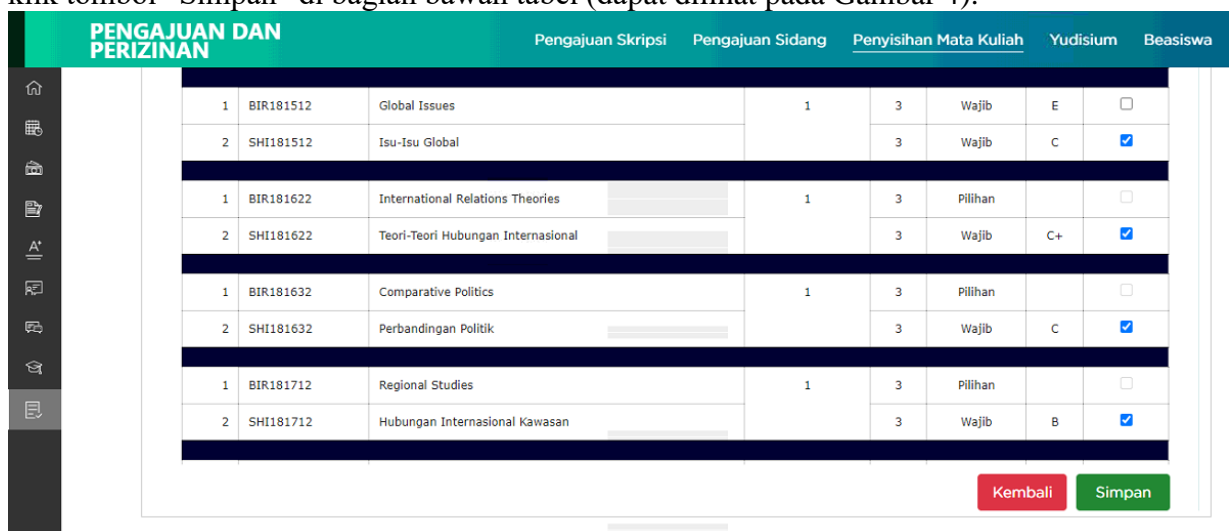 klik tombol "Simpan" di bagian bawah tabel (dapat dilihat pada Gambar 4).
PENGAJUAN DAN
PERIZINAN
Pengajuan Skripsi Pengajuan Sidang Penyisihan Mata Kuliah Yudisium Beasiswa
1 BIR181512 Global Issues 1 3 Wajib E
2 SHI181512 Isu-Isu Global 3 Wajib C
1 BIR181622 International Relations Theories 1 3 Pilihan
2 SHI181622 Teori-Teori Hubungan Internasional 3 Wajib C+
1 BIR181632 Comparative Politics 1 3 Pilihan
2 SHI181632 Perbandingan Politik 3 Wajib C
1 BIR181712 Regional Studies 1 3 Pilihan
2 SHI181712 Hubungan Internasional Kawasan 3 Wajib B
Kembali Simpan